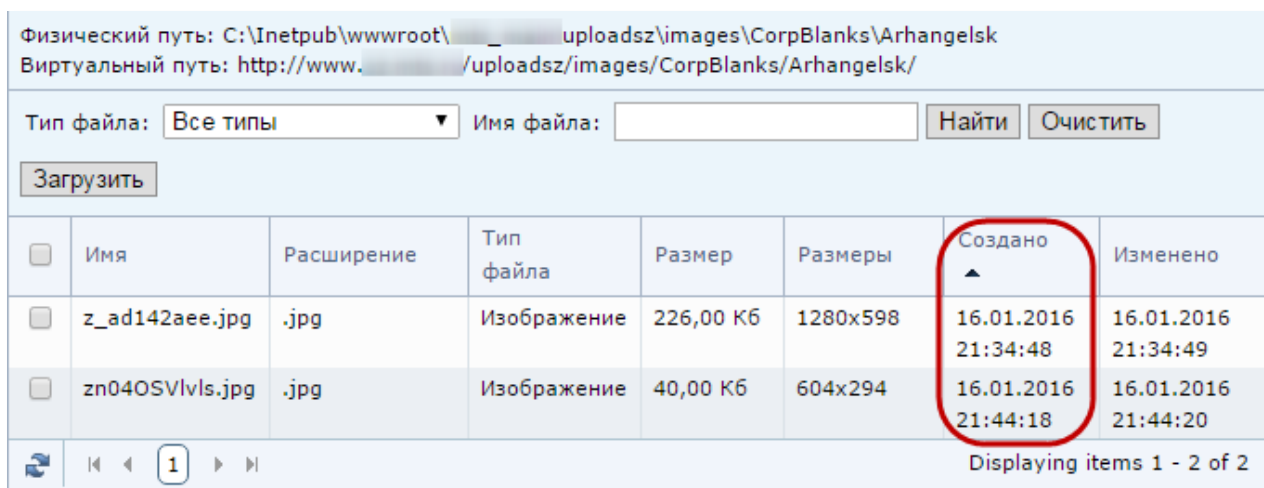 Физический путь: C:\Inetpub\wwwroot\ uploadsz\images\CorpBlanks\Arhangelsk
Виртуальный путь: http://www. /uploadsz/images/CorpBlanks/Arhangelsk/
Тип файла: Все типы Имя файла: Найти Очистить
Загрузить
Имя Расширение Тип файла Размер Размеры Создано Изменено
z_ad142aee.jpg .jpg Изображение 226,00 Кб 1280x598 16.01.2016 21:34:48 16.01.2016 21:34:49
zn04OSVlvls.jpg .jpg Изображение 40,00 Кб 604x294 16.01.2016 21:44:18 16.01.2016 21:44:20
1 Displaying items 1 - 2 of 2